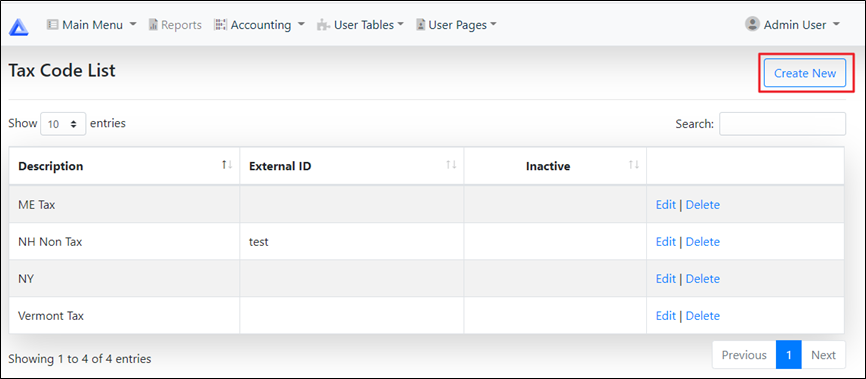 Main Menu Reports Accounting User Tables User Pages Admin User
Tax Code List Create New
Show 10 entries Search:
Description External ID Inactive
ME Tax Edit | Delete
NH Non Tax test Edit | Delete
NY Edit | Delete
Vermont Tax Edit | Delete
Showing 1 to 4 of 4 entries Previous 1 Next